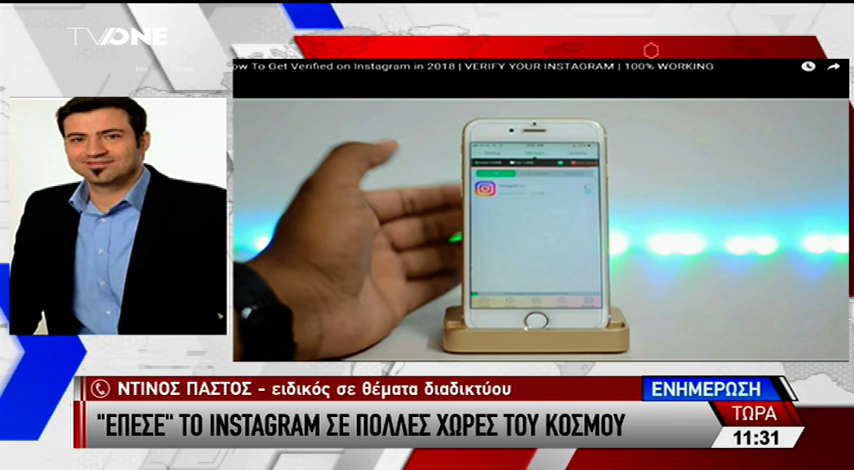 TVONE
ow To Get Verified on Instagram in 2018 | VERIFY YOUR INSTAGRAM | 100% WORKING
ΝΤΙΝΟΣ ΠΑΣΤΟΣ - ειδικός σε θέματα διαδικτύου
ΕΝΗΜΕΡΩΣΗ
"ΕΠΕΣΕ" ΤΟ INSTAGRAM ΣΕ ΠΟΛΛΕΣ ΧΩΡΕΣ ΤΟΥ ΚΟΣΜΟΥ
ΤΩΡΑ
11:31